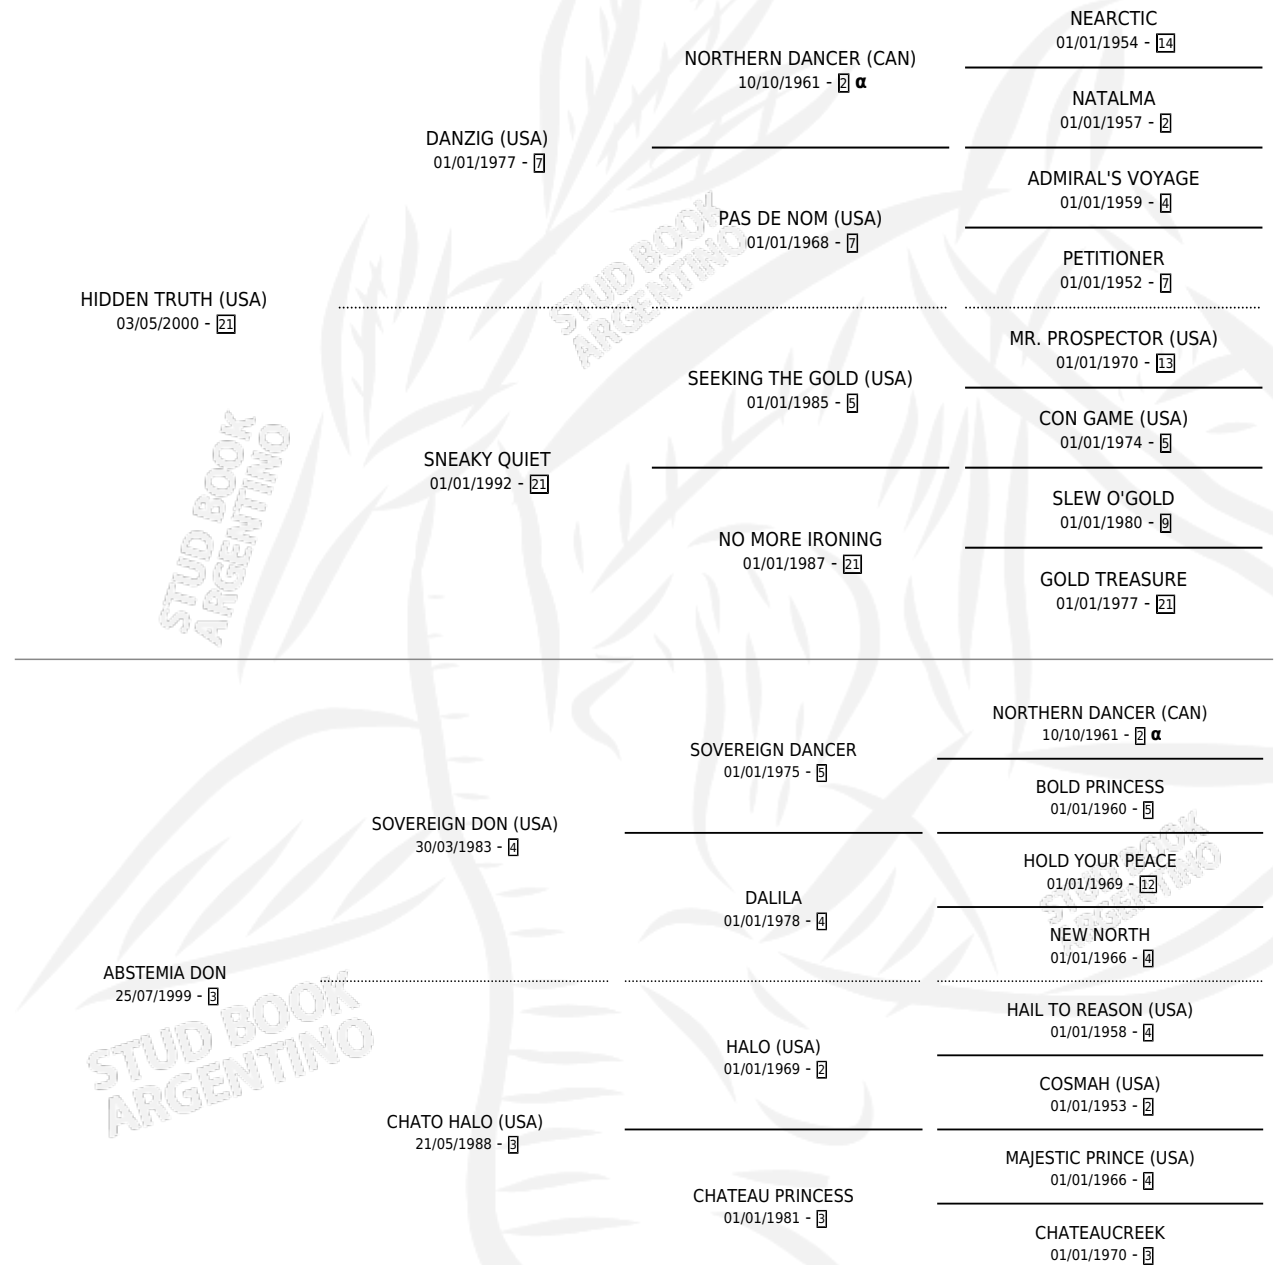 NEARCTIC
01/01/1954 - 14
NORTHERN DANCER (CAN)
10/10/1961 - 2 α
NATALMA
01/01/1957 - 2
DANZIG (USA)
01/01/1977 - 7
ADMIRAL'S VOYAGE
01/01/1959 - 4
PAS DE NOM (USA)
01/01/1968 - 7
PETITIONER
01/01/1952 - 7
HIDDEN TRUTH (USA)
03/05/2000 - 21
STUD BOOK
ARGENTINO
MR. PROSPECTOR (USA)
01/01/1970 - 13
SEEKING THE GOLD (USA)
01/01/1985 - 5
CON GAME (USA)
01/01/1974 - 5
SNEAKY QUIET
01/01/1992 - 21
SLEW O'GOLD
01/01/1980 - 9
NO MORE IRONING
01/01/1987 - 21
GOLD TREASURE
01/01/1977 - 21
STUD BOOK
ARGENTINO
NORTHERN DANCER (CAN)
10/10/1961 - 2 α
SOVEREIGN DANCER
01/01/1975 - 5
BOLD PRINCESS
01/01/1960 - 5
SOVEREIGN DON (USA)
30/03/1983 - 4
HOLD YOUR PEACE
01/01/1969 - 12
DALILA
01/01/1978 - 4
NEW NORTH
01/01/1966 - 4
STUD BOOK
ARGENTINO
ABSTEMIA DON
25/07/1999 - 3
HAIL TO REASON (USA)
01/01/1958 - 4
HALO (USA)
01/01/1969 - 2
COSMAH (USA)
01/01/1953 - 2
STUD BOOK
ARGENTINO
CHATO HALO (USA)
21/05/1988 - 3
MAJESTIC PRINCE (USA)
01/01/1966 - 4
CHATEAU PRINCESS
01/01/1981 - 3
CHATEAUCREEK
01/01/1970 - 3